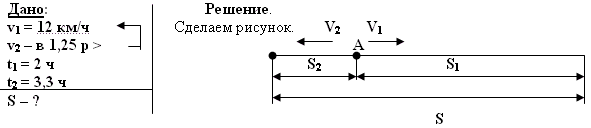 Дано:
v1 = 12 км/ч
v2 – в 1,25 р >
t1 = 2 ч
t2 = 3,3 ч
S – ?
Решение.
Сделаем рисунок.
V2 V1
A
S2 S1
S